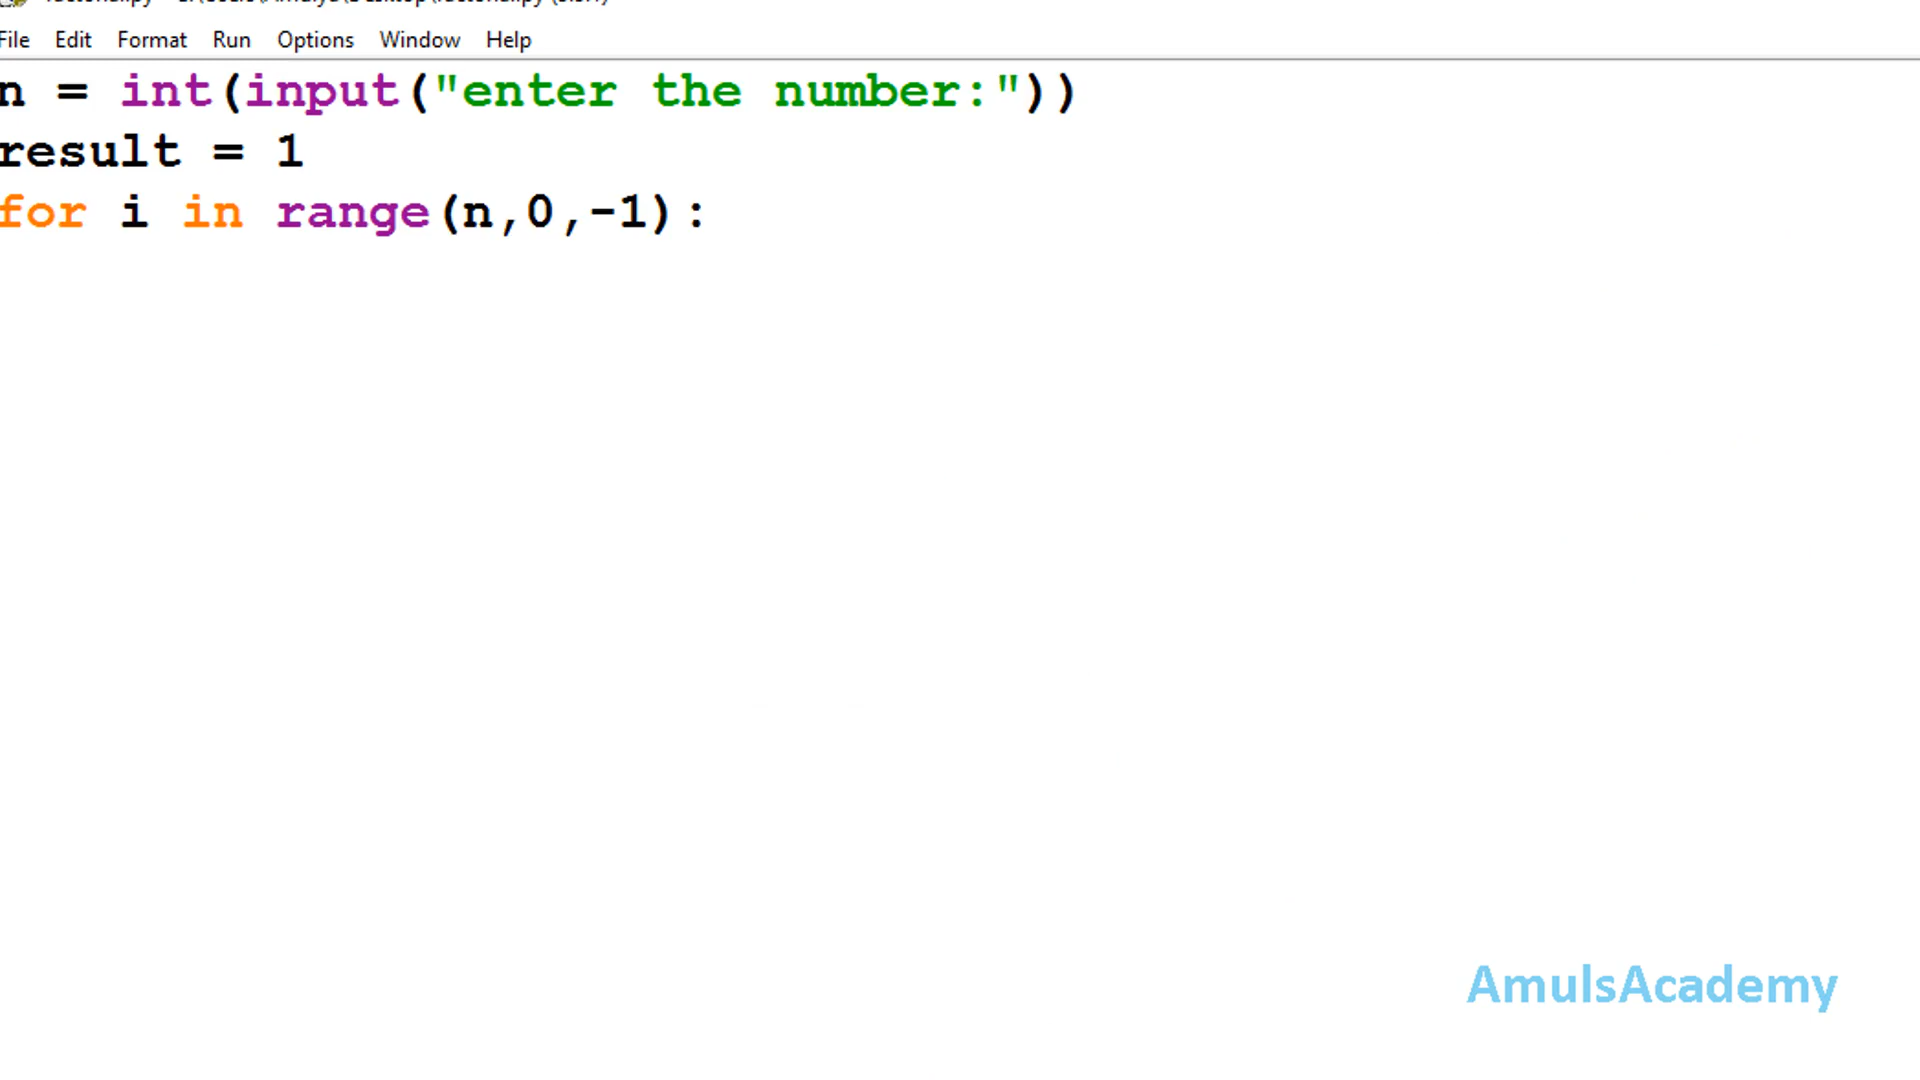 File Edit Format Run Options Window Help
n = int(input("enter the number:"))
result = 1
for i in range(n,0,-1):
AmulsAcademy